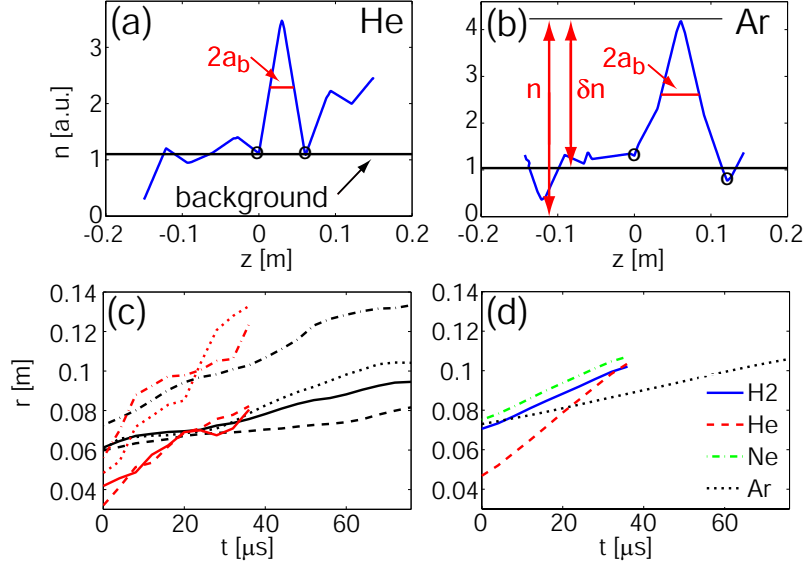 (a) He
2a_b
n [a.u.]
3
2
1
0
background
-0.2 -0.1 0 0.1 0.2
z [m]
(b) Ar
2a_b
n δn
4
3
2
1
0
-0.2 -0.1 0 0.1 0.2
z [m]
(c)
r [m]
0.14
0.12
0.1
0.08
0.06
0.04
0 20 40 60
t [μs]
(d)
0.14
0.12
0.1
0.08
0.06
0.04
H2
He
Ne
Ar
0 20 40 60
t [μs]